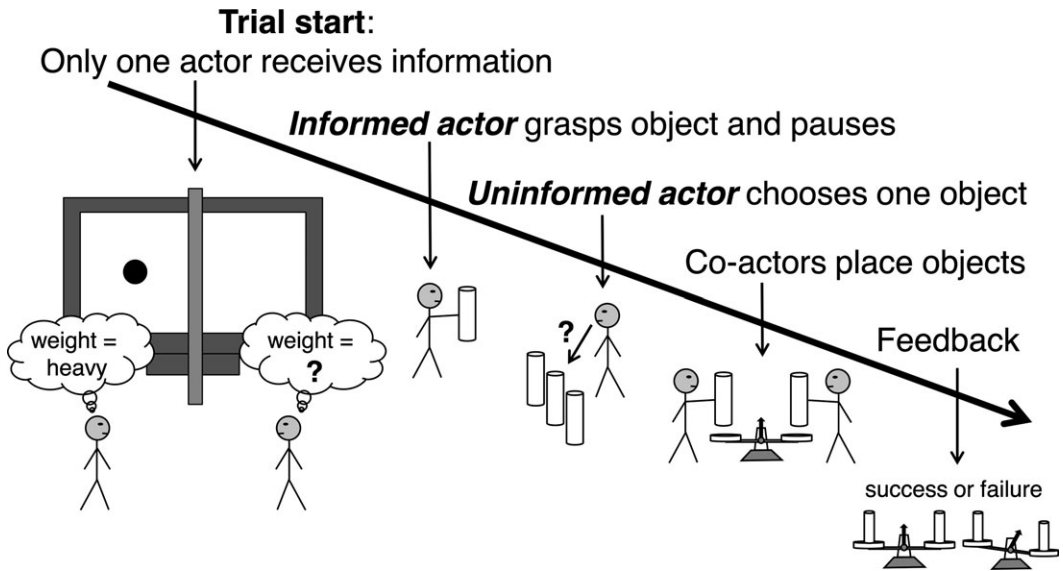 Trial start:
Only one actor receives information
Informed actor grasps object and pauses
Uninformed actor chooses one object
Co-actors place objects
Feedback
weight =
heavy
weight =
?
?
success or failure